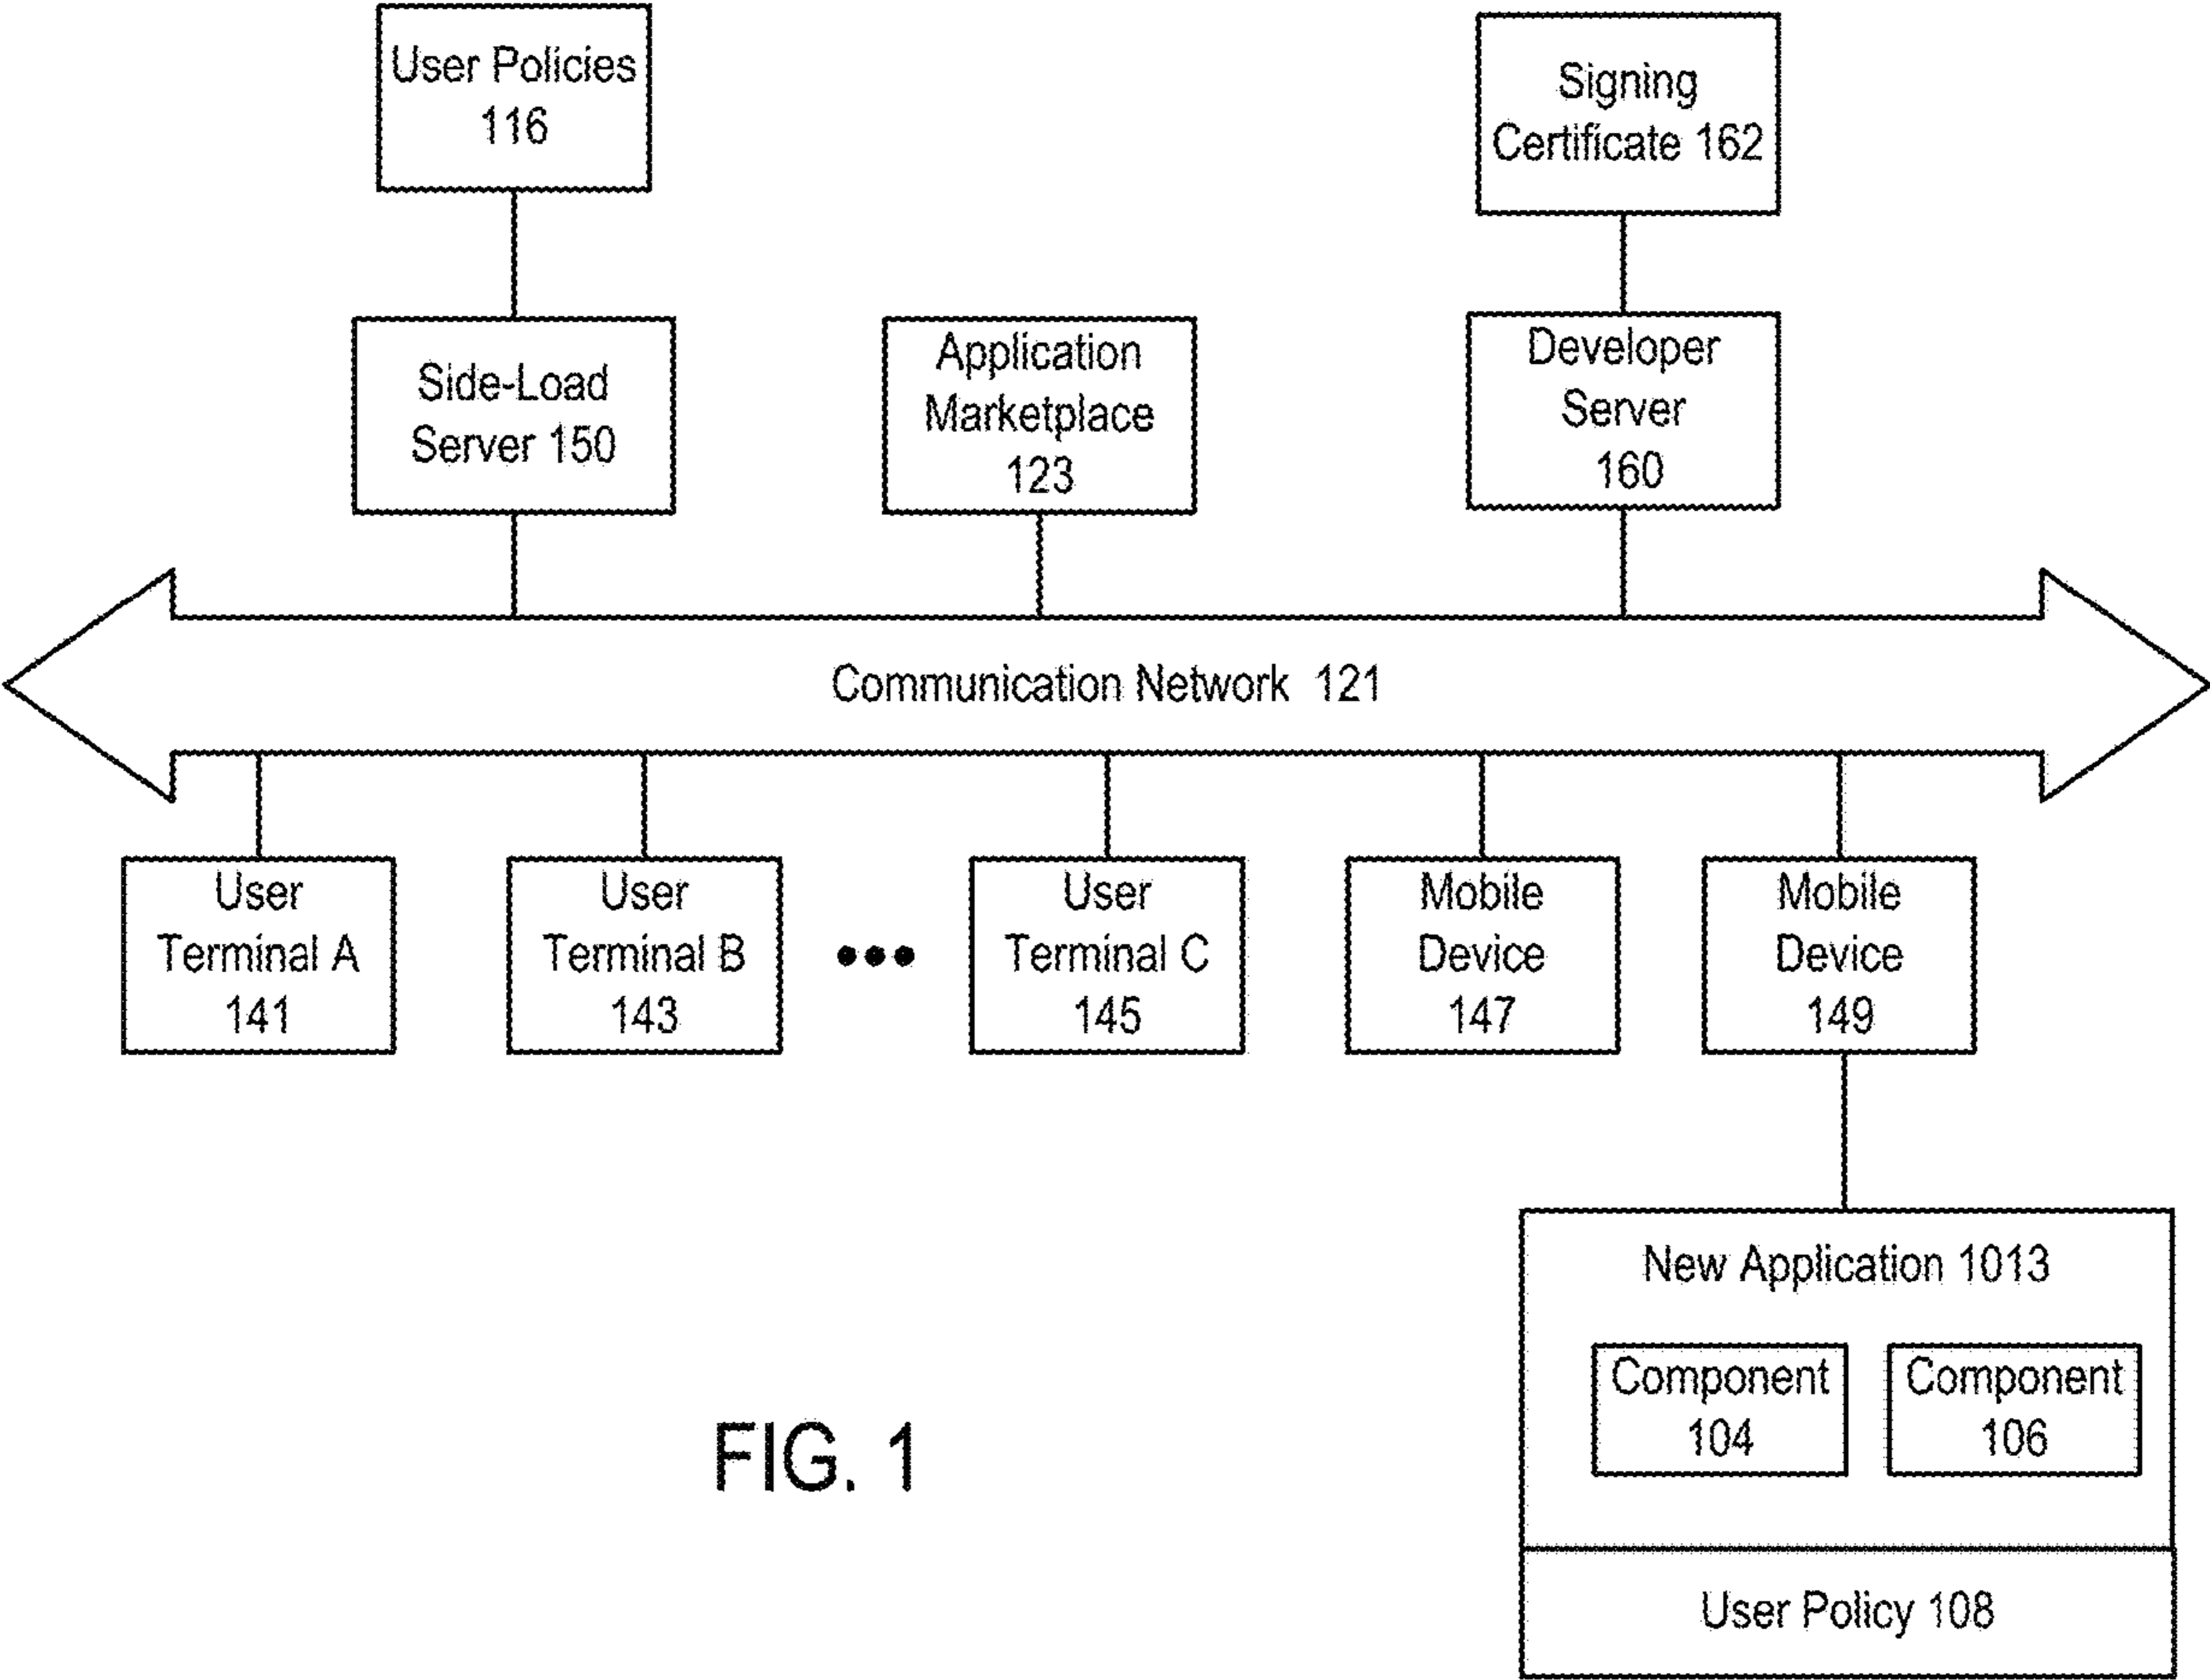 User Policies
116
Signing
Certificate 162
Side-Load
Server 150
Application
Marketplace
123
Developer
Server
160
Communication Network 121
User
Terminal A
141
User
Terminal B
143
User
Terminal C
145
Mobile
Device
147
Mobile
Device
149
New Application 1013
Component
104
Component
106
User Policy 108
FIG. 1